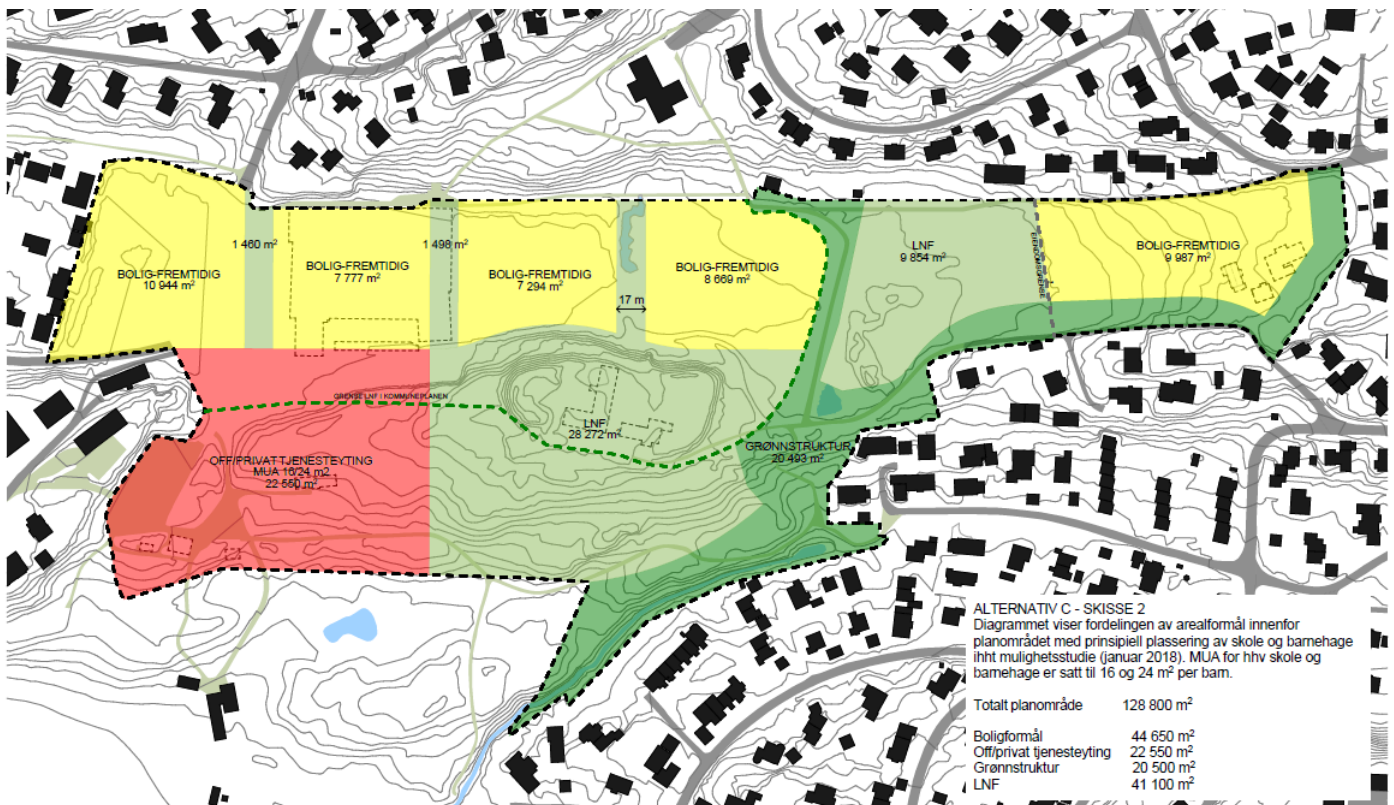 1 460 m²
1 498 m²
LNF
9 854 m²
BOLIG-FREMTIDIG
9 987 m²
EIENDOMSGRENSE
BOLIG-FREMTIDIG
10 944 m²
BOLIG-FREMTIDIG
7 777 m²
BOLIG-FREMTIDIG
7 294 m²
BOLIG-FREMTIDIG
8 669 m²
17 m
GRENSE LNF I KOMMUNEPLANEN
LNF
28 272 m²
GRØNNSTRUKTUR
20 493 m²
OFF/PRIVAT TJENESTEYTING
MUA 16/24 m2
22 550 m²
ALTERNATIV C - SKISSE 2
Diagrammet viser fordelingen av arealformål innenfor
planområdet med prinsipiell plassering av skole og barnehage
ihht mulighetsstudie (januar 2018). MUA for hhv skole og
barnehage er satt til 16 og 24 m² per barn.
Totalt planområde 128 800 m²
Boligformål 44 650 m²
Off/privat tjenesteyting 22 550 m²
Grønnstruktur 20 500 m²
LNF 41 100 m²